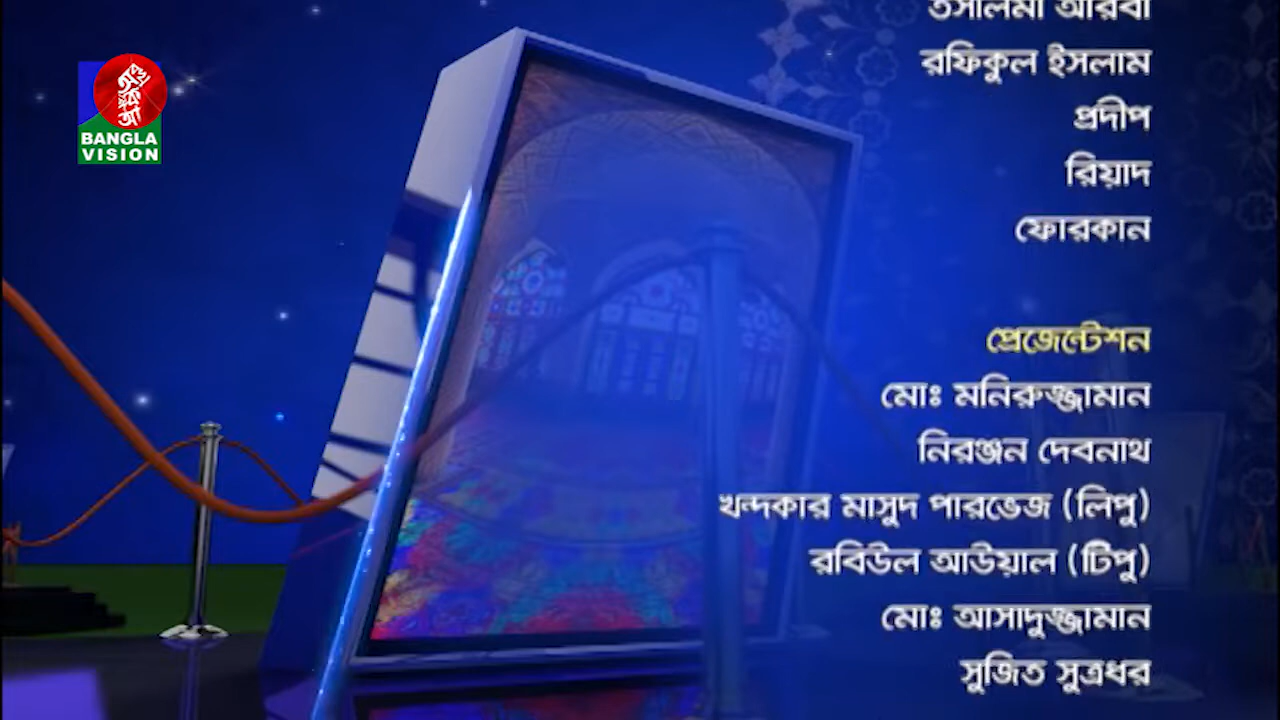 BANGLA
VISION
রফিকুল ইসলাম
প্রদীপ
রিয়াদ
ফোরকান
প্রেজেন্টেশন
মোঃ মনিরুজ্জামান
নিরঞ্জন দেবনাথ
খন্দকার মাসুদ পারভেজ (লিপু)
রবিউল আউয়াল (টিপু)
মোঃ আসাদুজ্জামান
সুজিত সুত্রধর